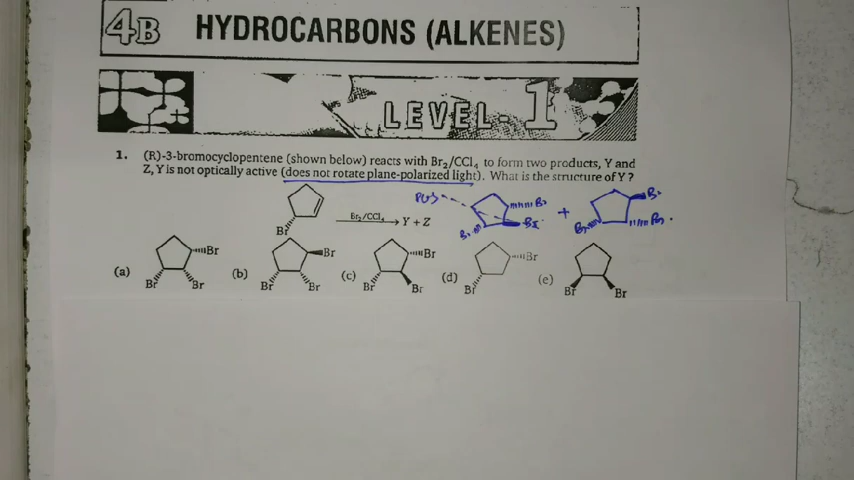 4B HYDROCARBONS (ALKENES)
LEVEL-1
1. (R)-3-bromocyclopentene (shown below) reacts with Br₂/CCl₄ to form two products, Y and
Z, Y is not optically active (does not rotate plane-polarized light). What is the structure of Y ?
Br
Br₂/CCl₄
Y + Z
POS
Br
Br
Br
+
Br
Br
Br
(a) Br Br Br
(b) Br Br Br
(c) Br Br Br
(d) Br Br
(e) Br Br